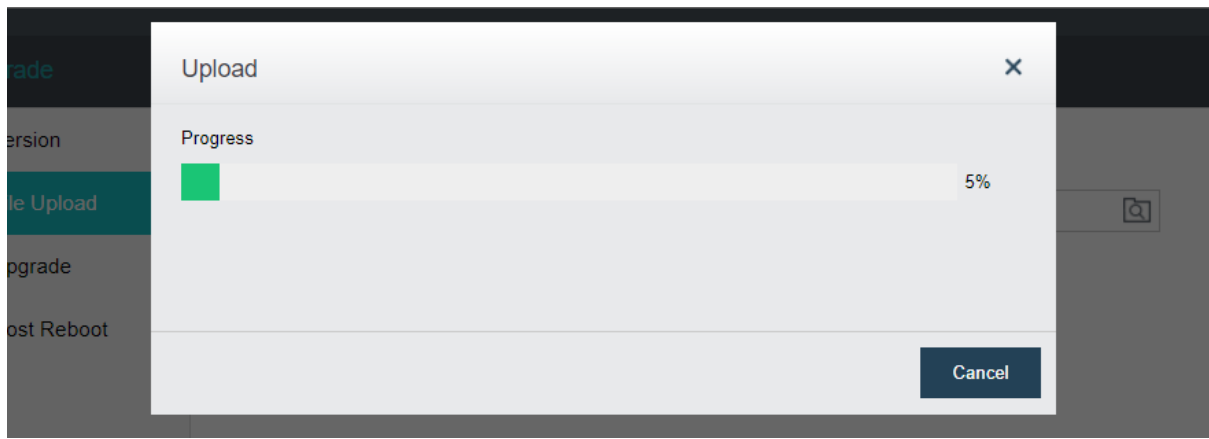 rade
Upload
ersion
Progress
5%
le Upload
pgrade
ost Reboot
Cancel